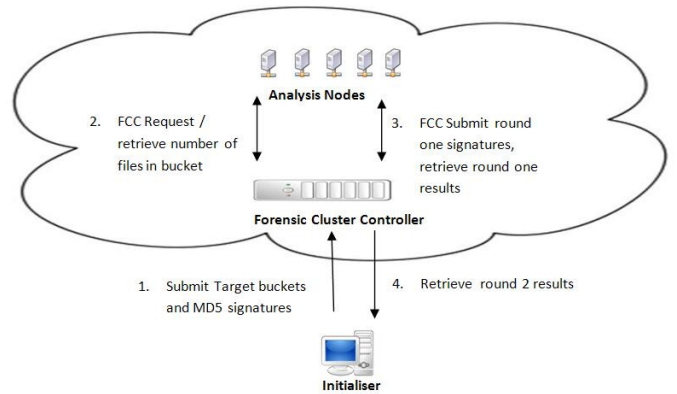 Analysis Nodes
2. FCC Request /
retrieve number of
files in bucket
3. FCC Submit round
one signatures,
retrieve round one
results
Forensic Cluster Controller
1. Submit Target buckets
and MD5 signatures
4. Retrieve round 2 results
Initialiser